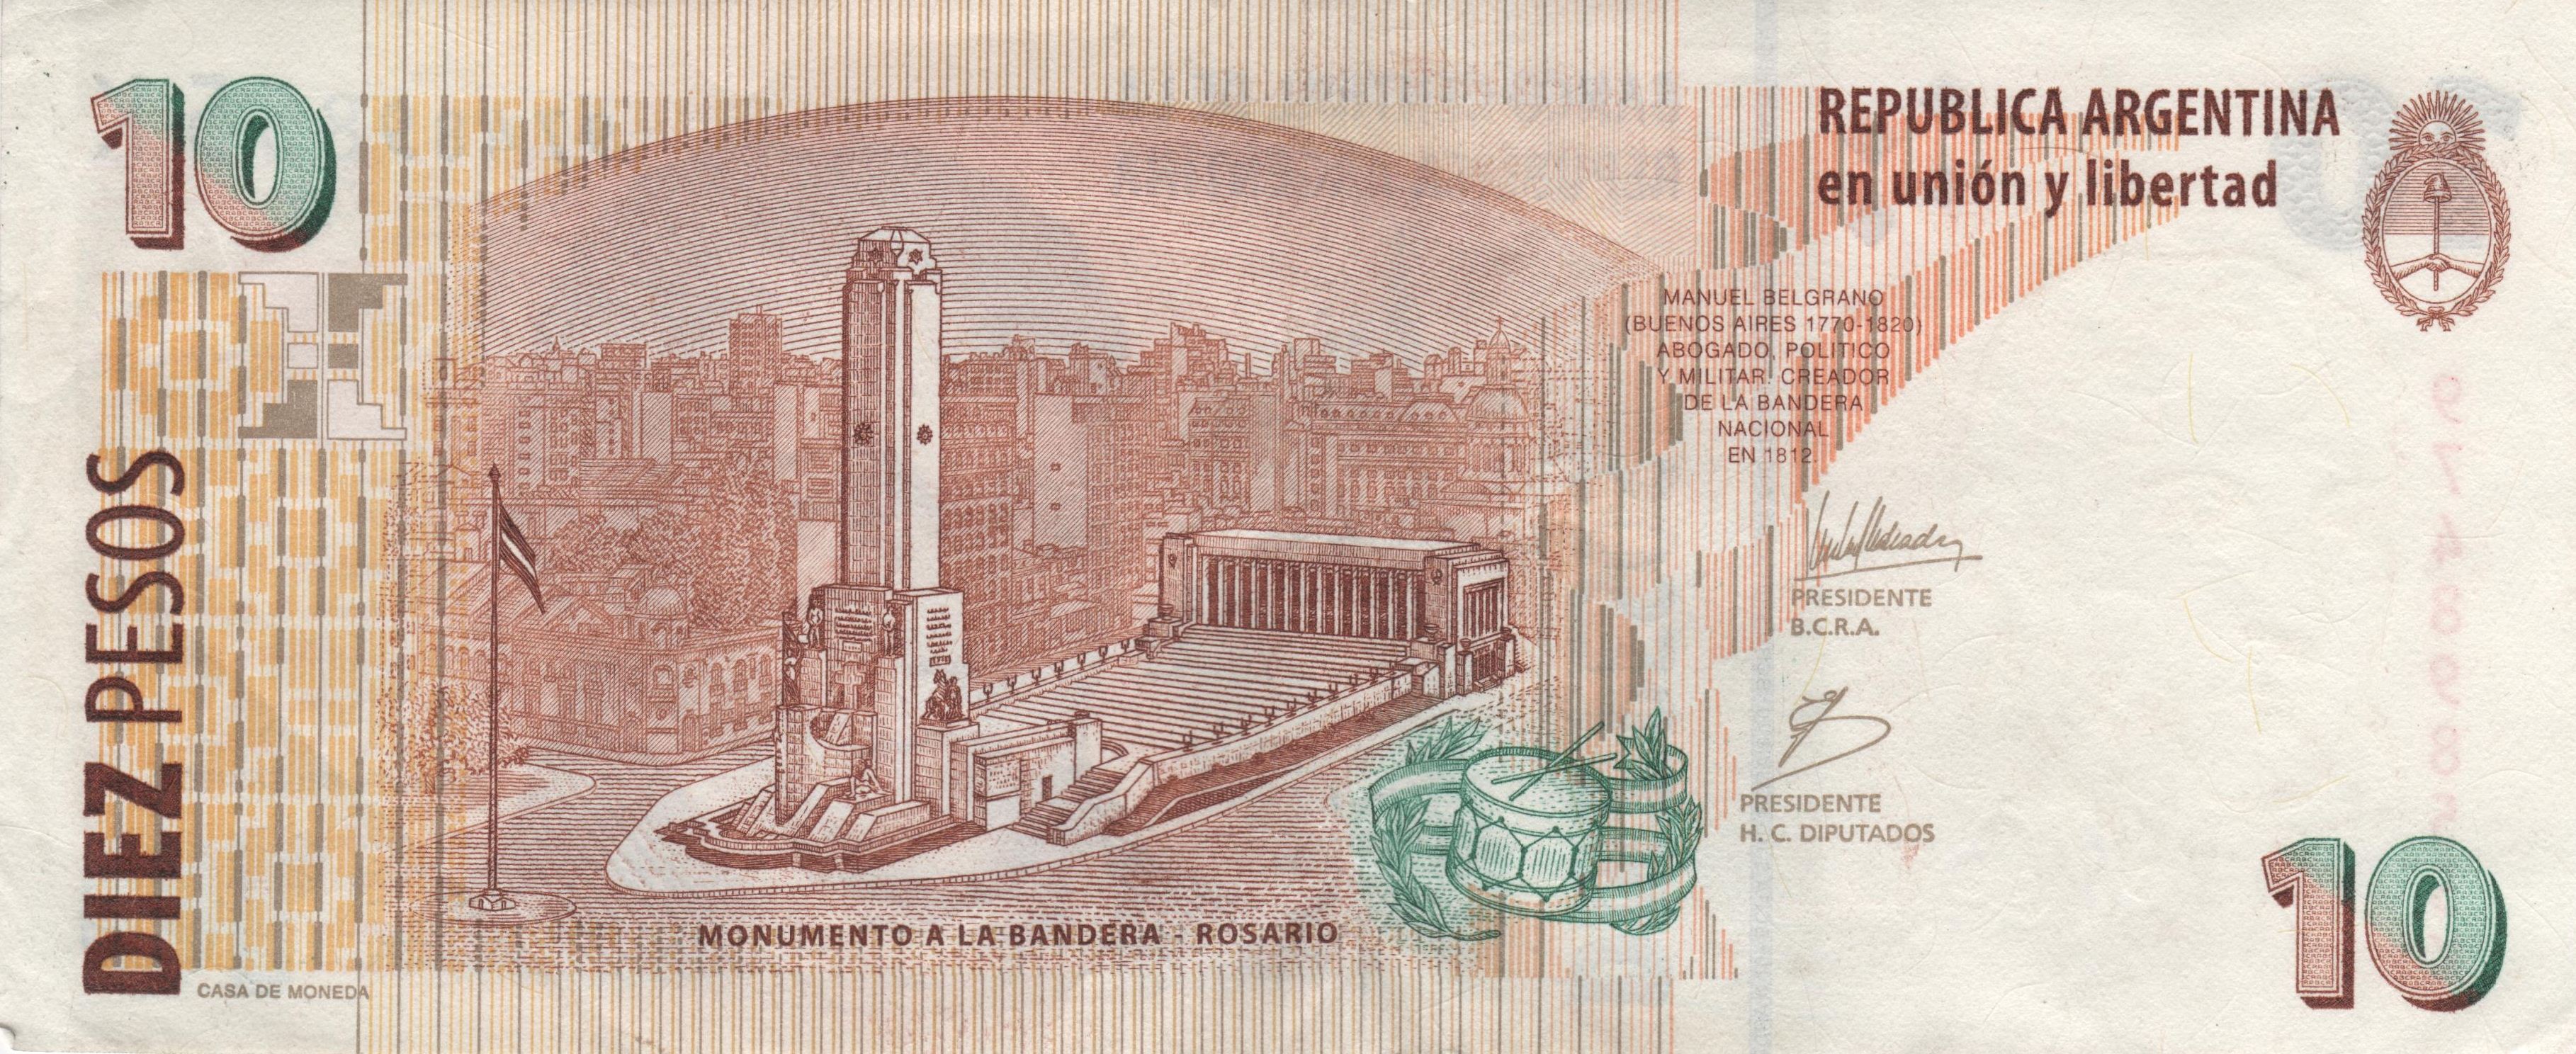 10
REPUBLICA ARGENTINA
en unión y libertad
MANUEL BELGRANO
(BUENOS AIRES 1770-1820)
ABOGADO, POLITICO
Y MILITAR. CREADOR
DE LA BANDERA
NACIONAL
EN 1812.
PRESIDENTE
B.C.R.A.
PRESIDENTE
H. C. DIPUTADOS
DIEZ PESOS
MONUMENTO A LA BANDERA - ROSARIO
CASA DE MONEDA
10